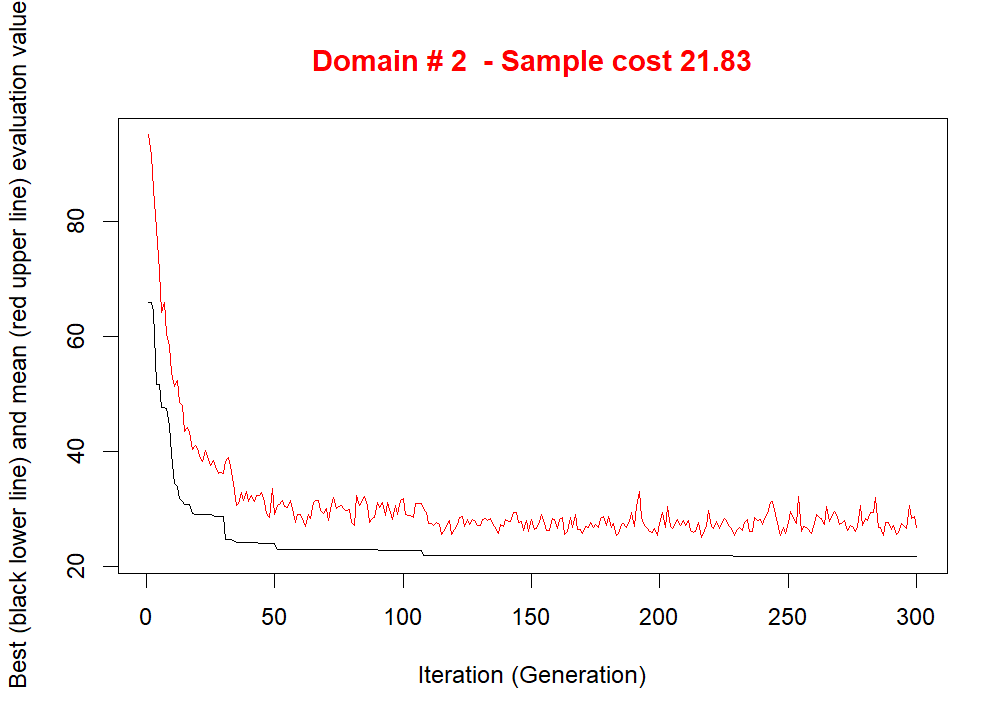 Domain # 2  - Sample cost 21.83
Best (black lower line) and mean (red upper line) evaluation value
80
60
40
20
0 50 100 150 200 250 300
Iteration (Generation)